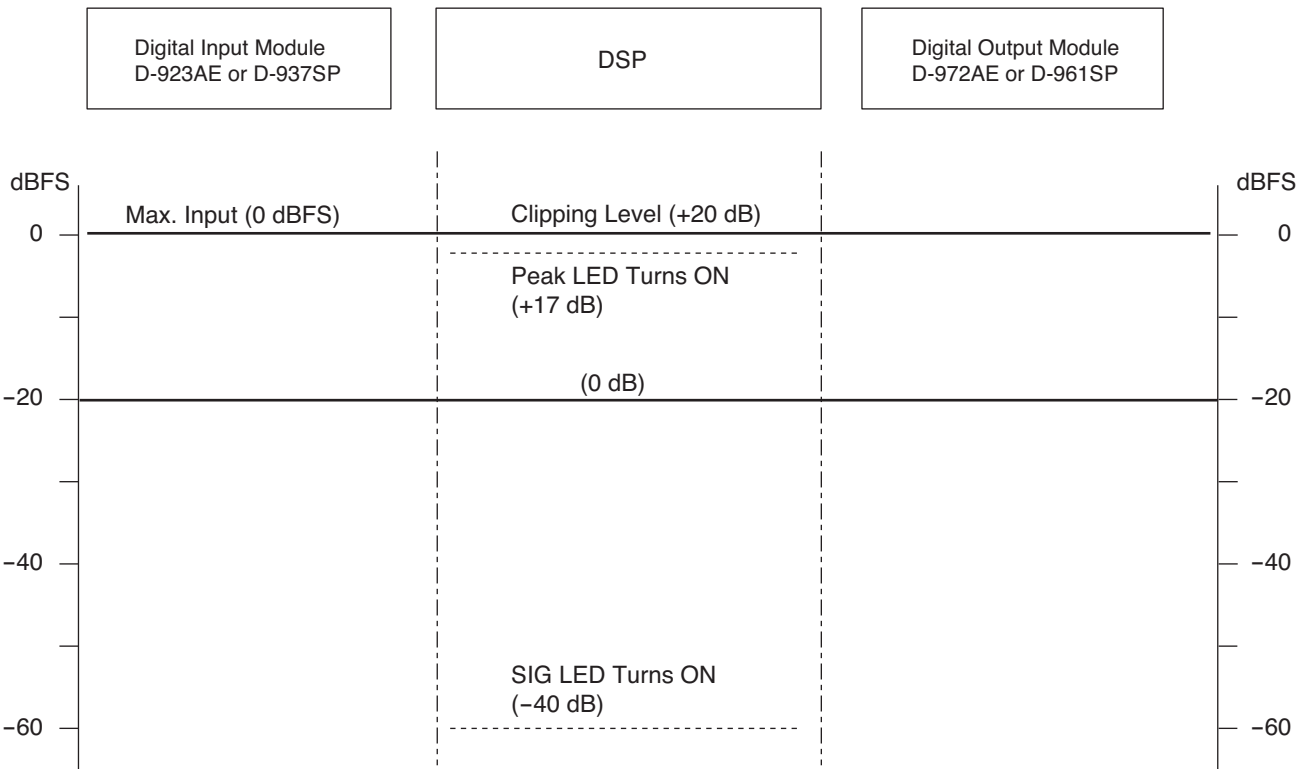 Digital Input Module
D-923AE or D-937SP
DSP
Digital Output Module
D-972AE or D-961SP
dBFS
dBFS
Max. Input (0 dBFS)
Clipping Level (+20 dB)
0
0
Peak LED Turns ON
(+17 dB)
(0 dB)
−20
−20
−40
−40
SIG LED Turns ON
(−40 dB)
−60
−60